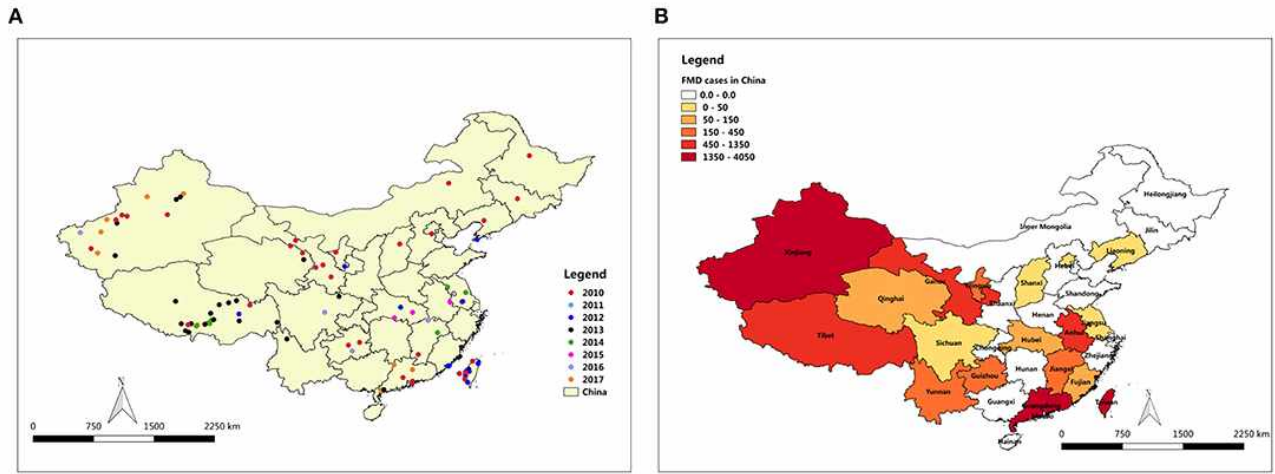 A
N
0 750 1500 2250 km
Legend
2010
2011
2012
2013
2014
2015
2016
2017
China
B
Legend
FMD cases in China
0.0 - 0.0
0 - 50
50 - 150
150 - 450
450 - 1350
1350 - 4050
Heilongjiang
Jilin
Inner Mongolia
Liaoning
Hebei
Xinjiang
Gansu
Shanxi
Shandong
Qinghai
Henan
Jiangsu
Tibet
Anhui
Shanghai
Sichuan
Chongqing
Hubei
Zhejiang
Hunan
Jiangxi
Guizhou
Fujian
Yunnan
Guangxi
Guangdong
Taiwan
Hainan
N
0 750 1500 2250 km